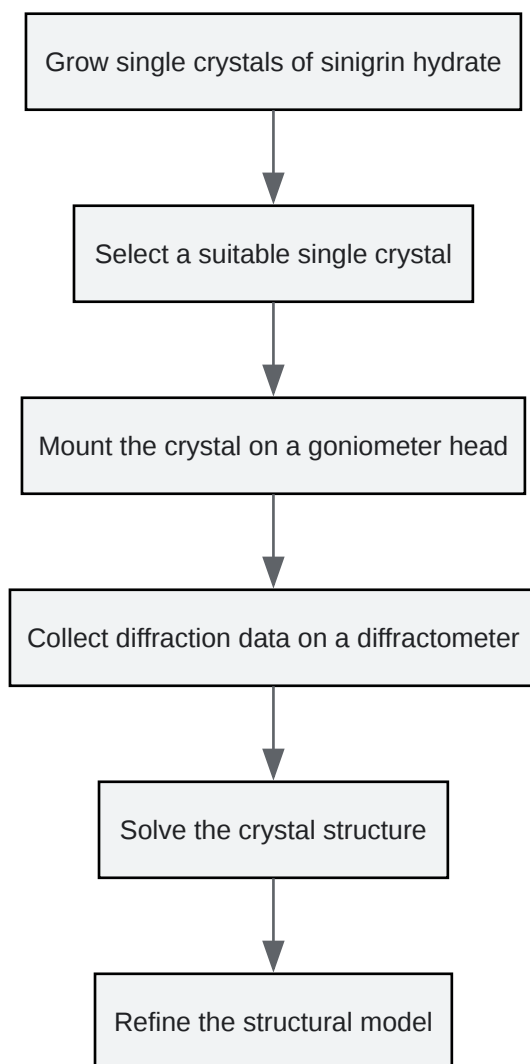 Grow single crystals of sinigrin hydrate
Select a suitable single crystal
Mount the crystal on a goniometer head
Collect diffraction data on a diffractometer
Solve the crystal structure
Refine the structural model